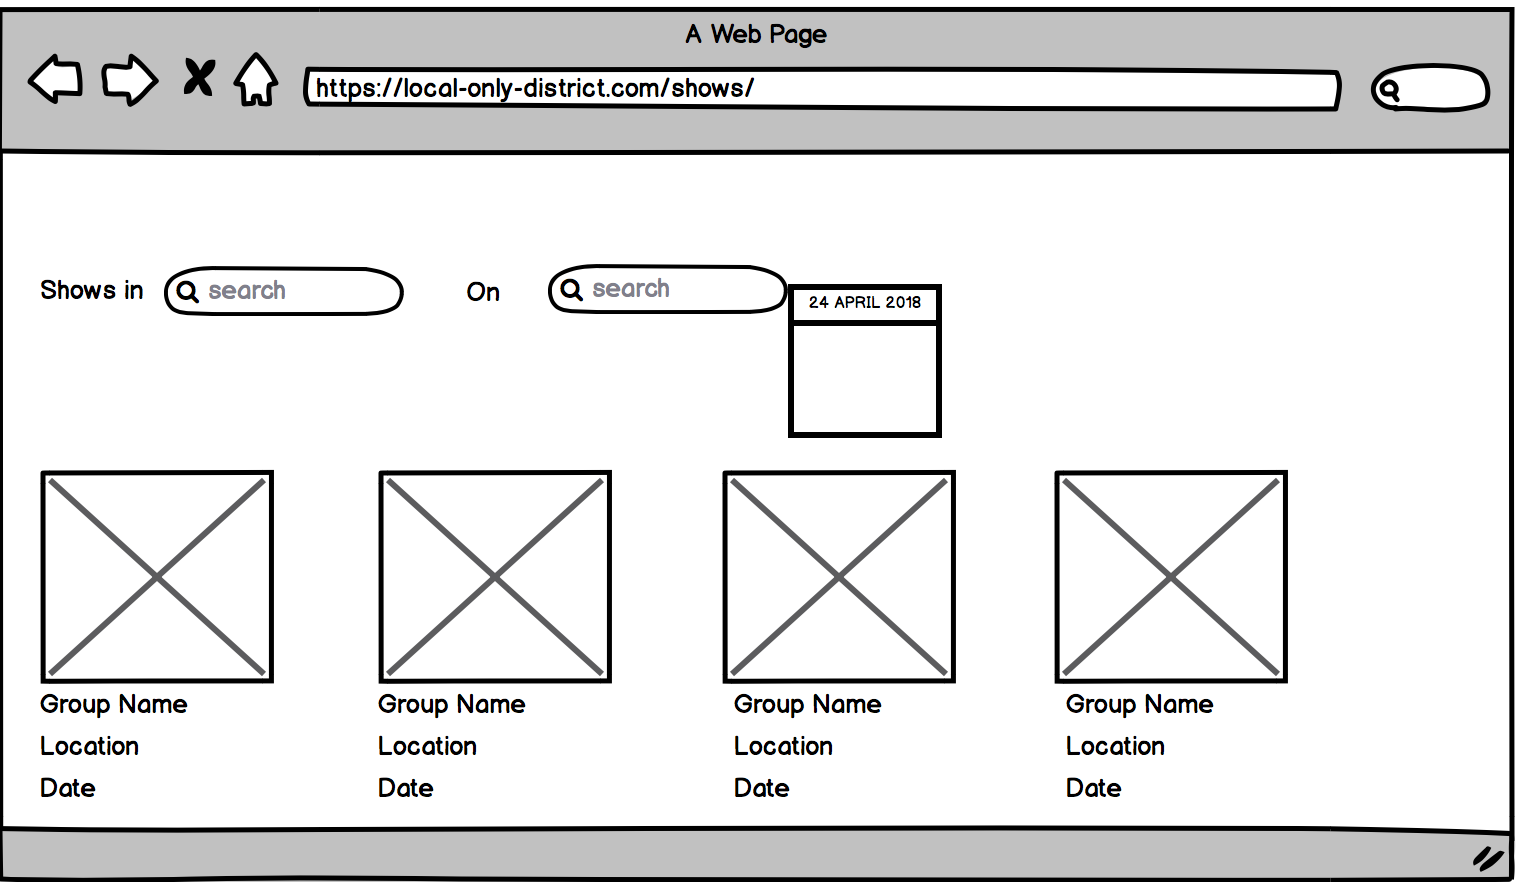 A Web Page
https://local-only-district.com/shows/
Shows in search On search
24 APRIL 2018
Group Name Group Name Group Name Group Name
Location Location Location Location
Date Date Date Date